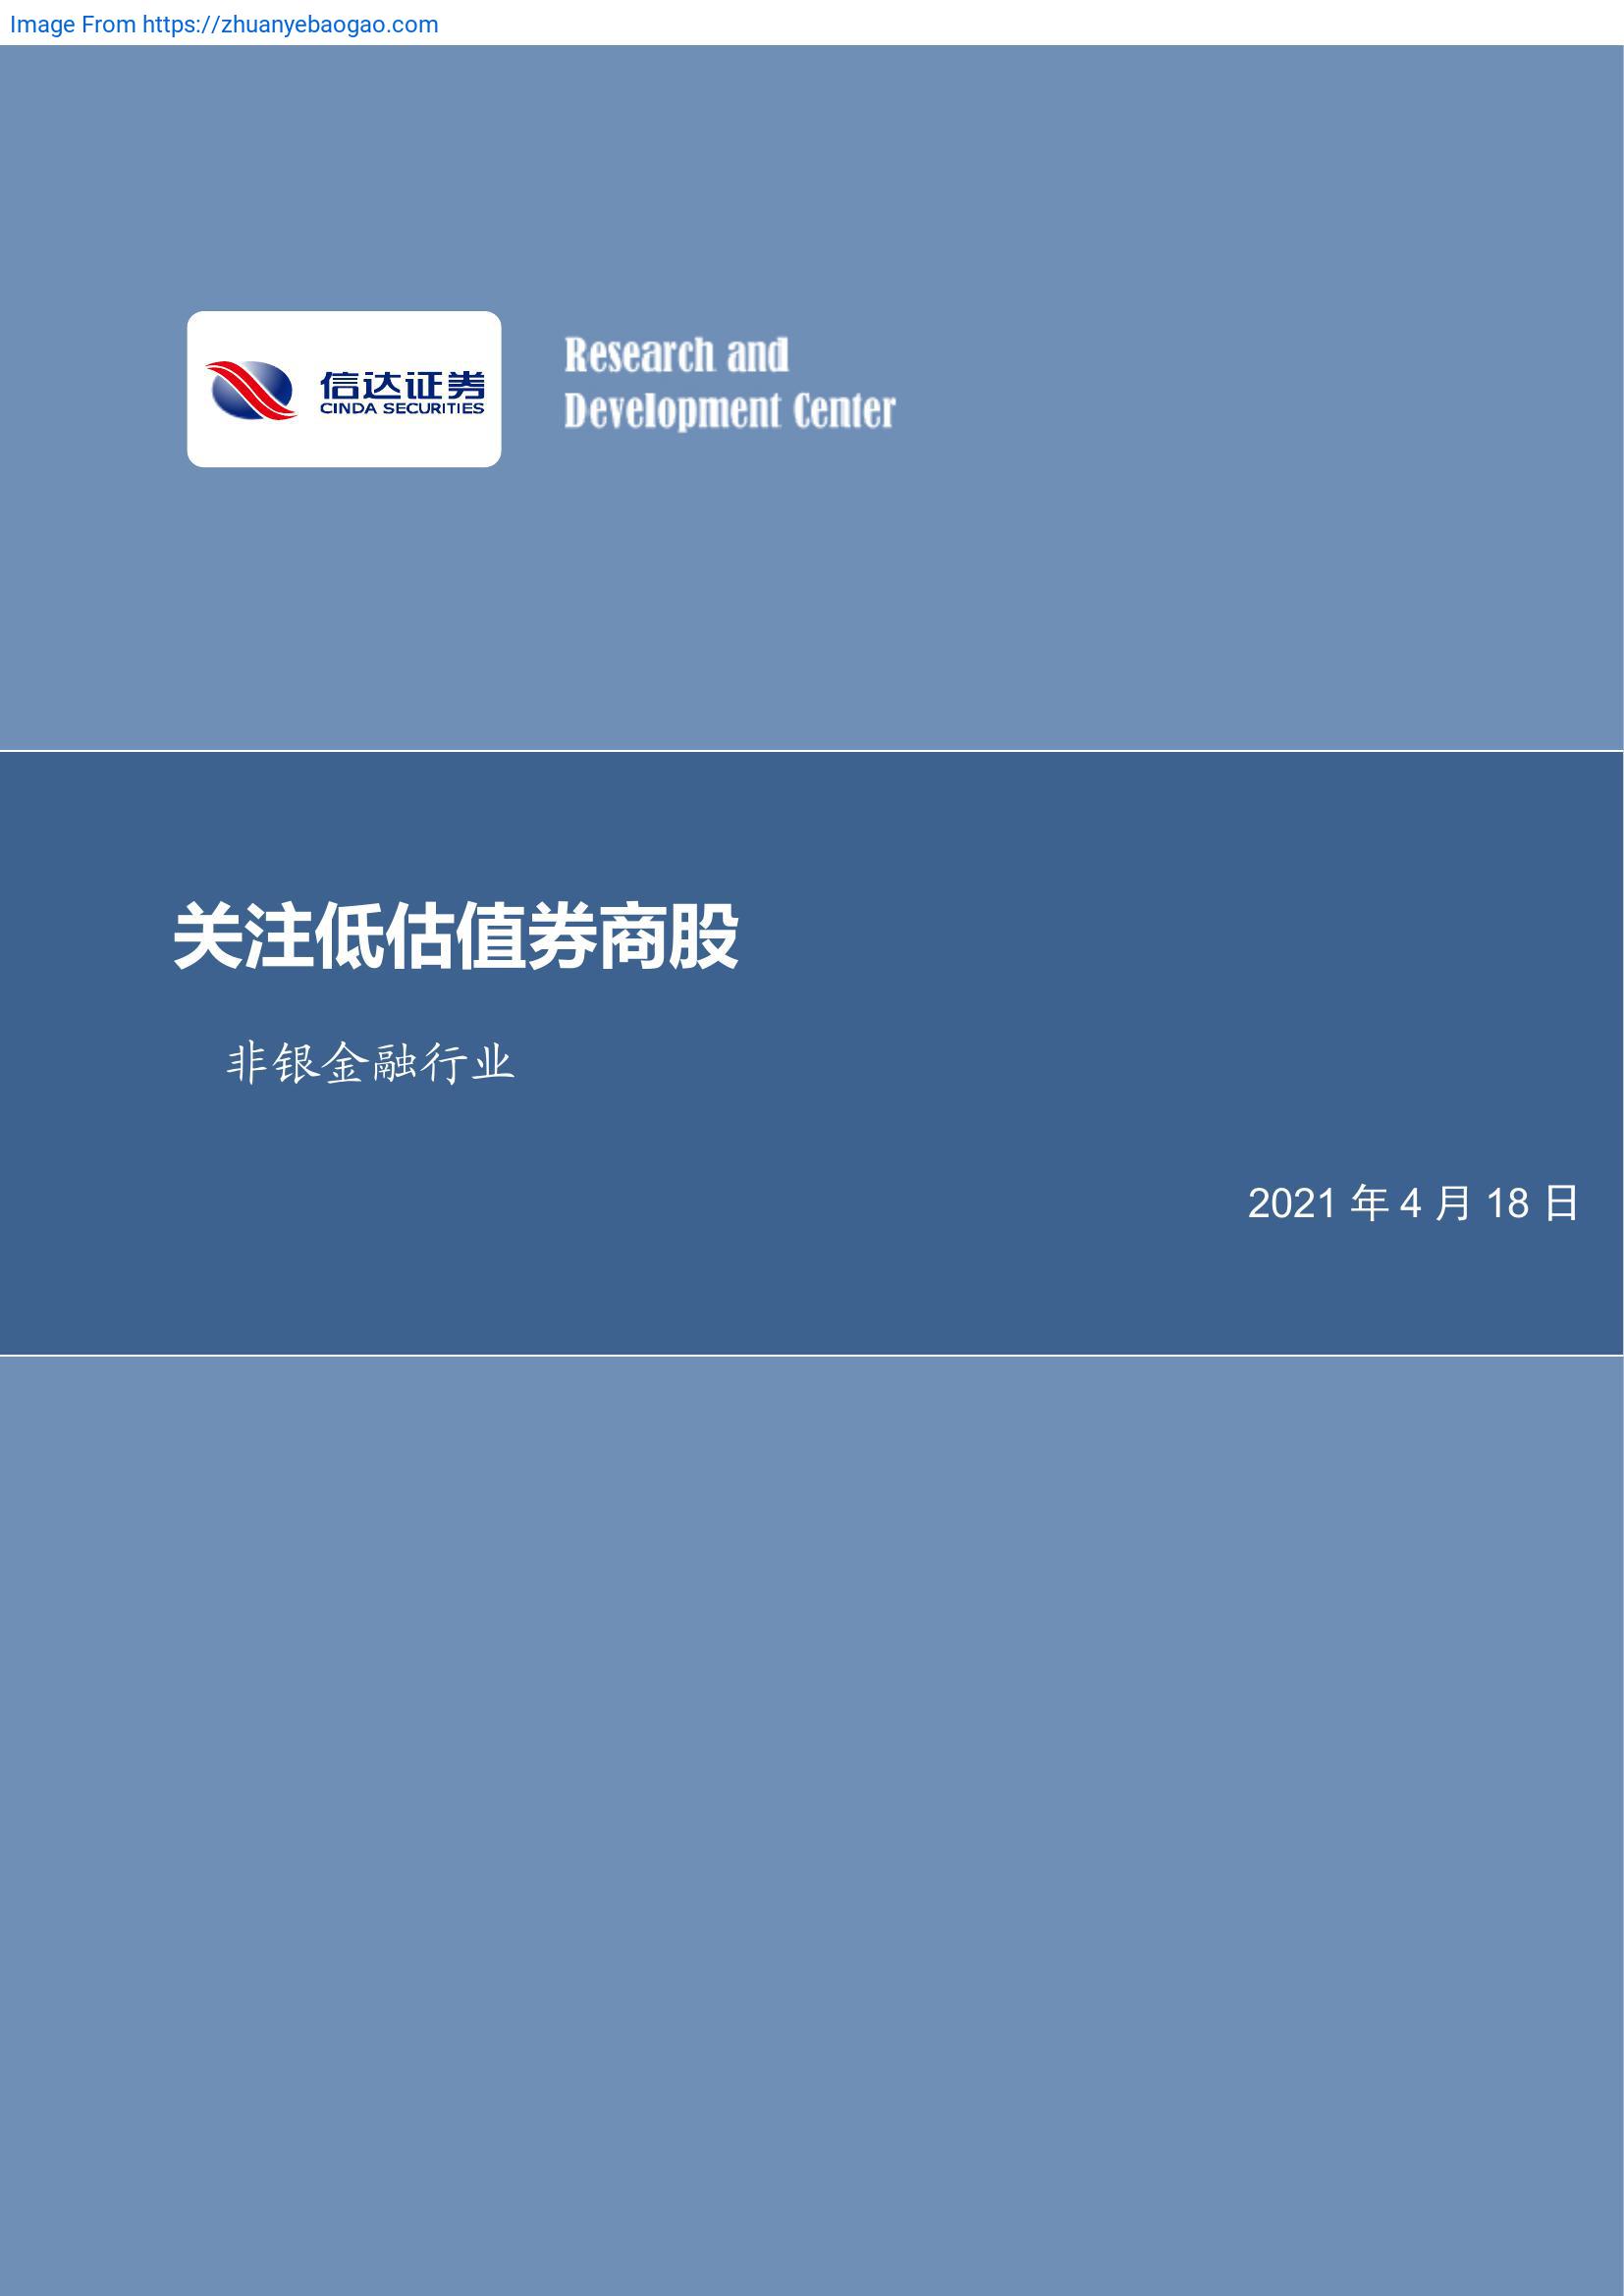 Image From https://zhuanyebaogao.com
信达证券
CINDA SECURITIES
Research and
Development Center
关注低估值券商股
非银金融行业
2021 年 4 月 18 日